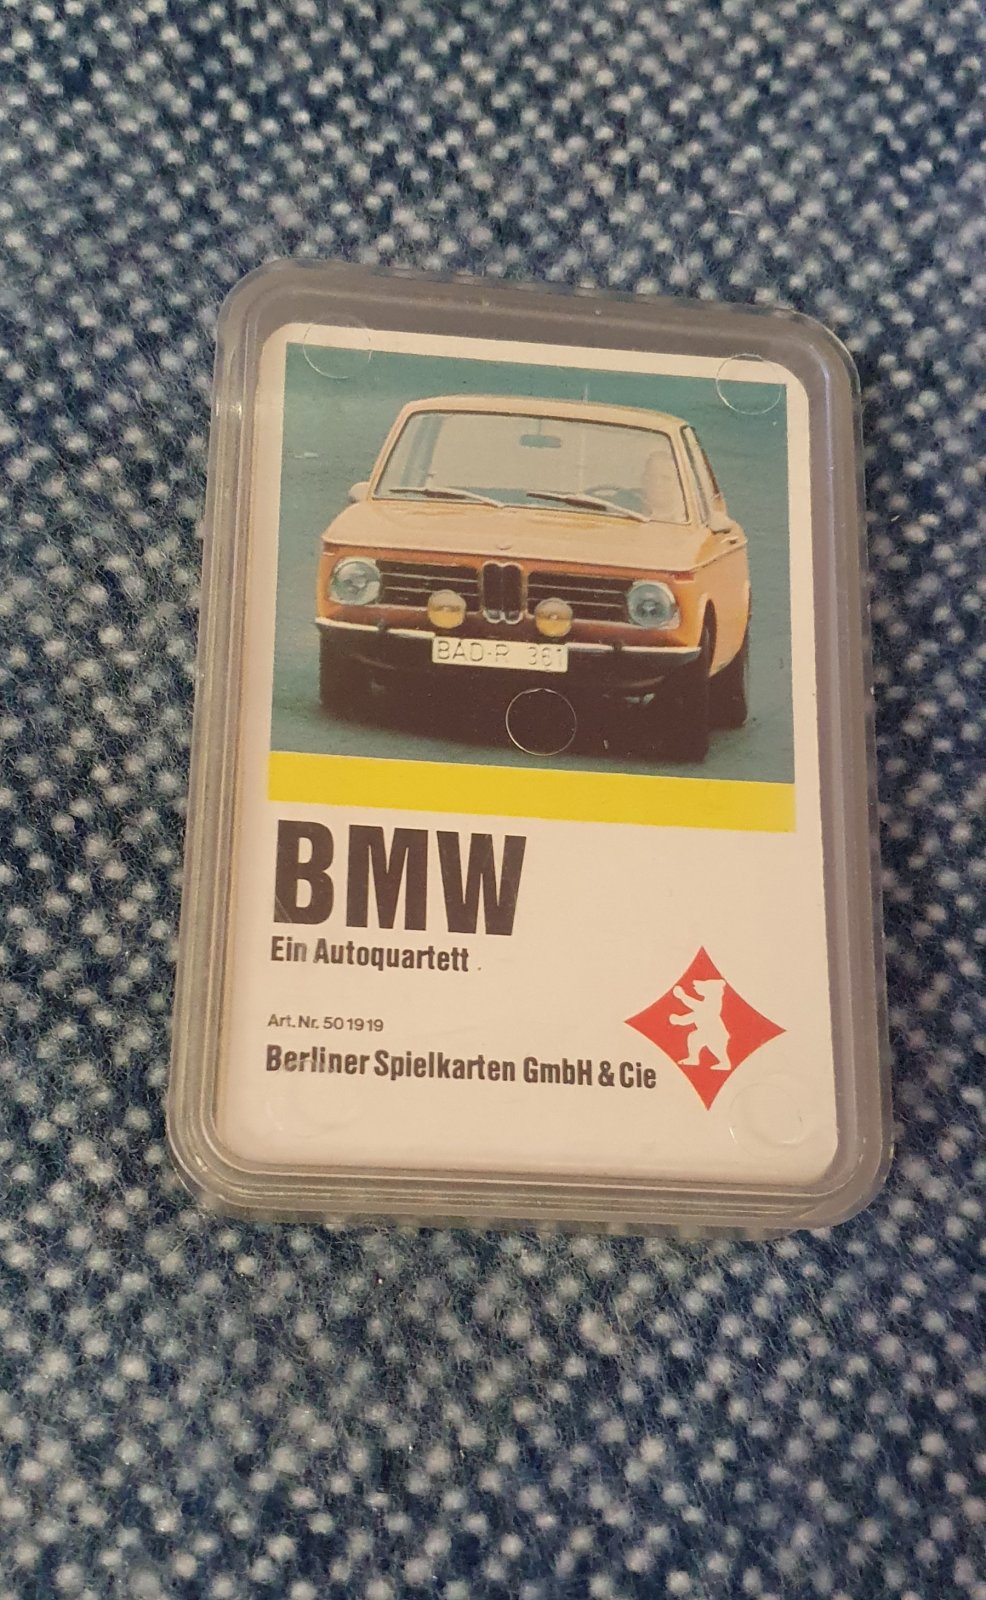 BAD-R 361
BMW
Ein Autoquartett
Art. Nr. 501919
Berliner Spielkarten GmbH & Cie